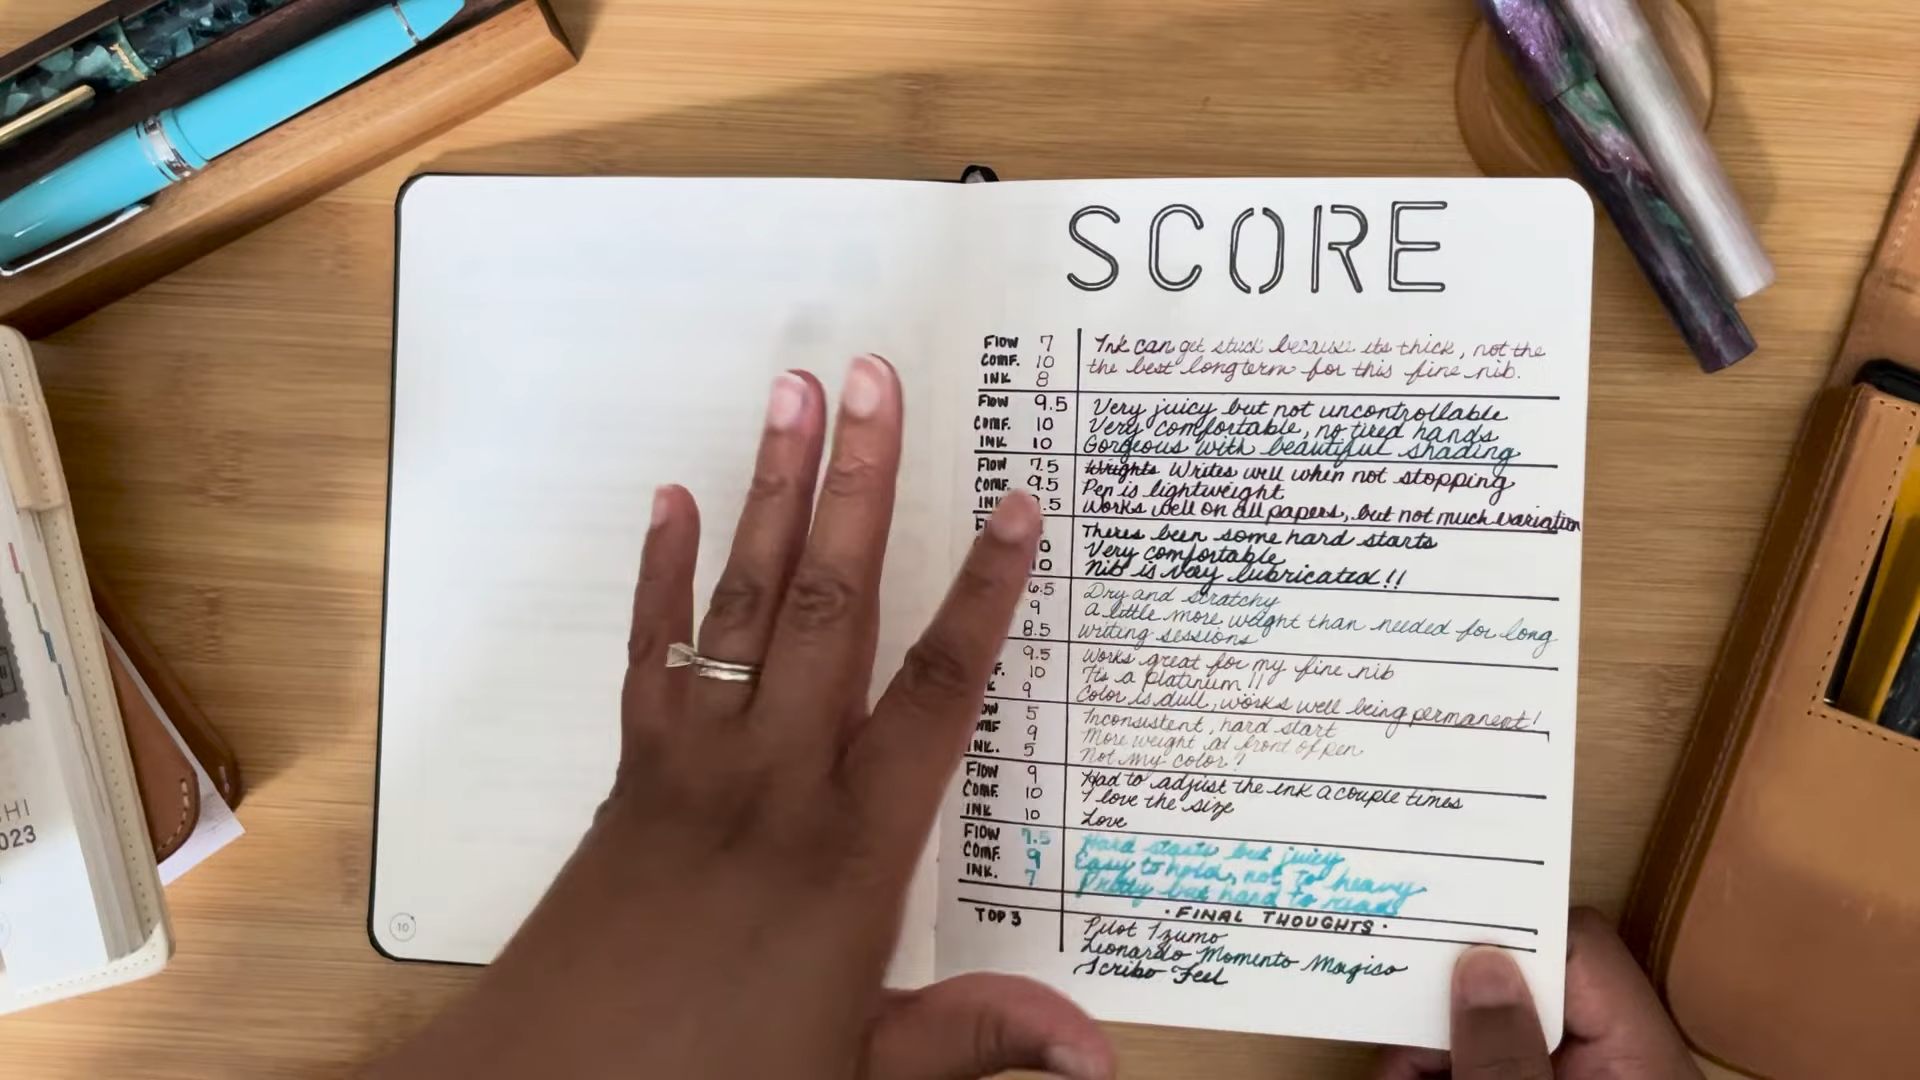 SCORE
FLOW 7 Ink can get stuck because its thick, not the
COMF. 10 the best longterm for this fine nib.
INK 8
FLOW 9.5 Very juicy but not uncontrollable
COMF. 10 Very comfortable, no tired hands
INK 10 Gorgeous with beautiful shading
FLOW 7.5 Wrights Writes well when not stopping
COMF. 9.5 Pen is lightweight
INK .5 Works well on all papers, but not much variation
Theres been some hard starts
Very comfortable
10 Nib is very lubricated!!
6.5 Dry and scratchy
9 a little more weight than needed for long
8.5 writing sessions
9.5 Works great for my fine nib
10 Its a platinum!!
9 Color is dull, works well being permanent!
5 Inconsistent, hard start
9 More weight at front of pen
INK. 5 Not my color!
FLOW 9 Had to adjust the ink a couple times
COMF. 10 I love the size
INK 10 Love
FLOW 7.5 Hard starts but juicy
COMF. 9 Easy to hold, not to heavy
INK. 7 Pretty but hard to read
· FINAL THOUGHTS ·
TOP 3 Pilot Izumo
Leonardo Momento Magico
Scribo Feel
10
HI
2023